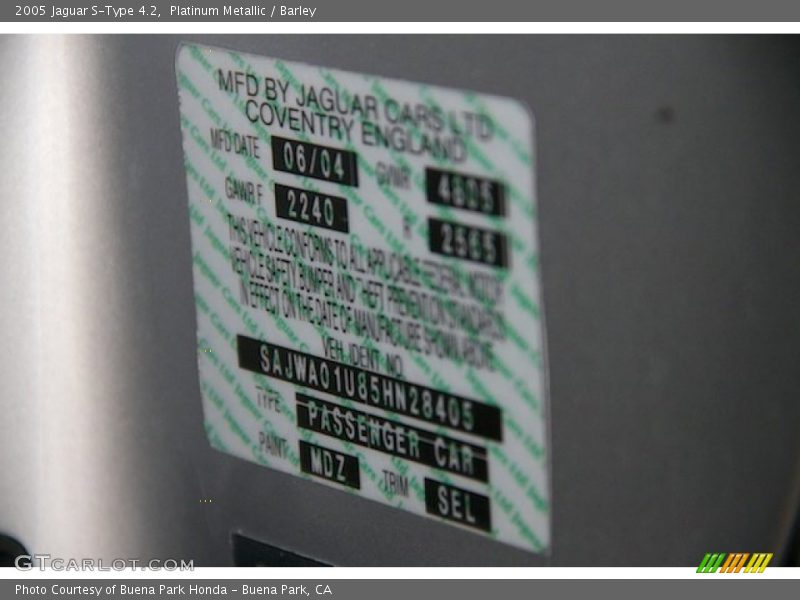 2005 Jaguar S-Type 4.2, Platinum Metallic / Barley
MFD BY JAGUAR CARS LTD
COVENTRY ENGLAND
MFD DATE 06/04 GVWR
GAWR F 2240 R 2565
THIS VEHICLE CONFORMS TO ALL APPLICABLE FEDERAL MOTOR
VEHICLE SAFETY BUMPER AND THEFT PREVENTION STANDARDS
IN EFFECT ON THE DATE OF MANUFACTURE SHOWN ABOVE
VEH. IDENT NO.
SAJWA01U85HN28405
TYPE PASSENGER CAR
PAINT MDZ TRIM SEL
GTCARLOT.COM
Photo Courtesy of Buena Park Honda - Buena Park, CA